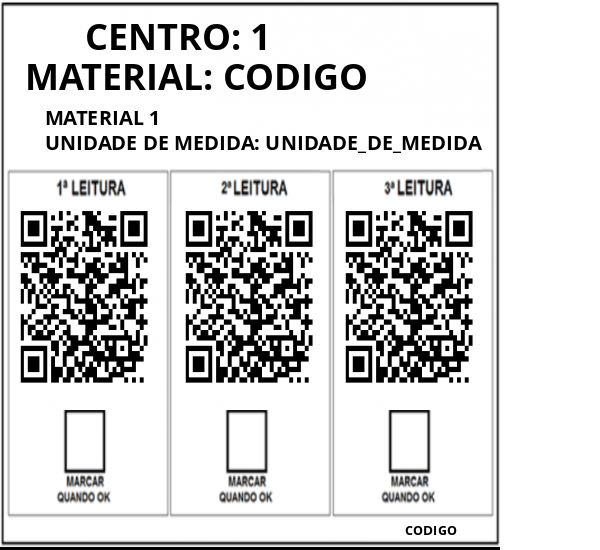 CENTRO: 1
MATERIAL: CODIGO
MATERIAL 1
UNIDADE DE MEDIDA: UNIDADE_DE_MEDIDA
1ª LEITURA
2ª LEITURA
3ª LEITURA
MARCAR
QUANDO OK
MARCAR
QUANDO OK
MARCAR
QUANDO OK
CODIGO